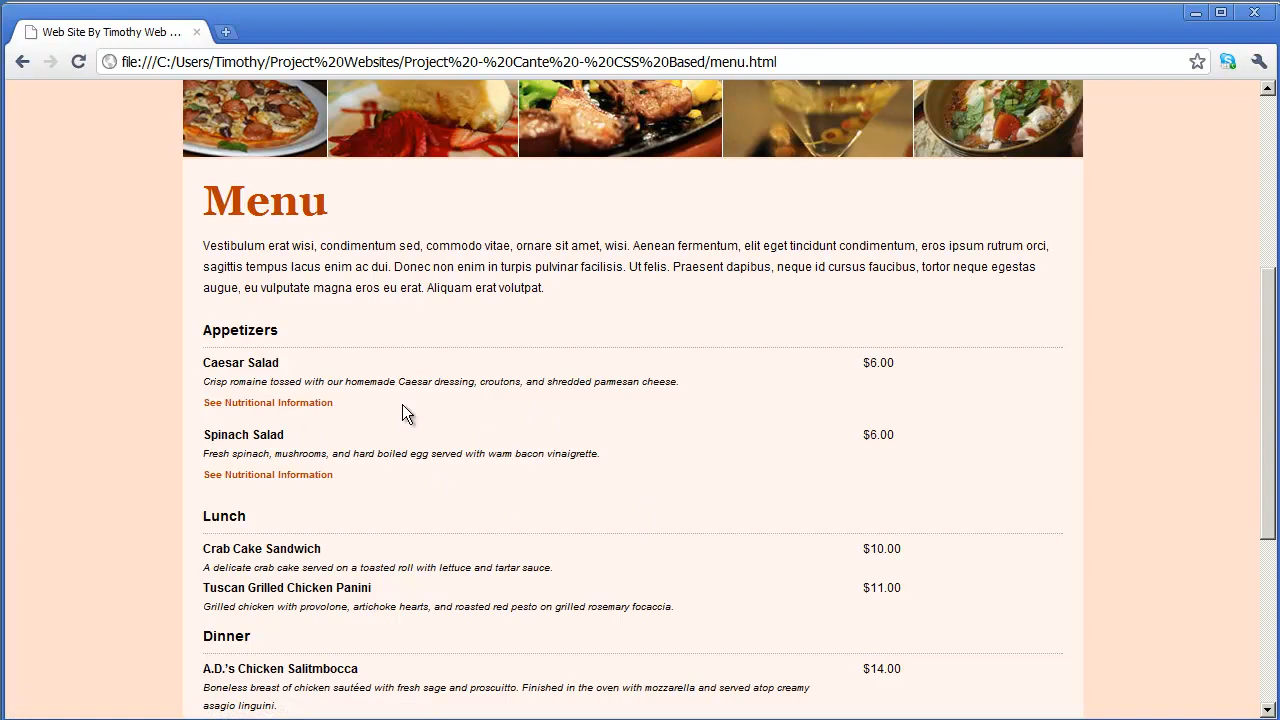 Web Site By Timothy Web ...
file:///C:/Users/Timothy/Project%20Websites/Project%20-%20Cante%20-%20CSS%20Based/menu.html
Menu
Vestibulum erat wisi, condimentum sed, commodo vitae, ornare sit amet, wisi. Aenean fermentum, elit eget tincidunt condimentum, eros ipsum rutrum orci,
sagittis tempus lacus enim ac dui. Donec non enim in turpis pulvinar facilisis. Ut felis. Praesent dapibus, neque id cursus faucibus, tortor neque egestas
augue, eu vulputate magna eros eu erat. Aliquam erat volutpat.
Appetizers
Caesar Salad $6.00
Crisp romaine tossed with our homemade Caesar dressing, croutons, and shredded parmesan cheese.
See Nutritional Information
Spinach Salad $6.00
Fresh spinach, mushrooms, and hard boiled egg served with warm bacon vinaigrette.
See Nutritional Information
Lunch
Crab Cake Sandwich $10.00
A delicate crab cake served on a toasted roll with lettuce and tartar sauce.
Tuscan Grilled Chicken Panini $11.00
Grilled chicken with provolone, artichoke hearts, and roasted red pesto on grilled rosemary focaccia.
Dinner
A.D.’s Chicken Salitmbocca $14.00
Boneless breast of chicken sautéed with fresh sage and proscuitto. Finished in the oven with mozzarella and served atop creamy
asagio linguini.